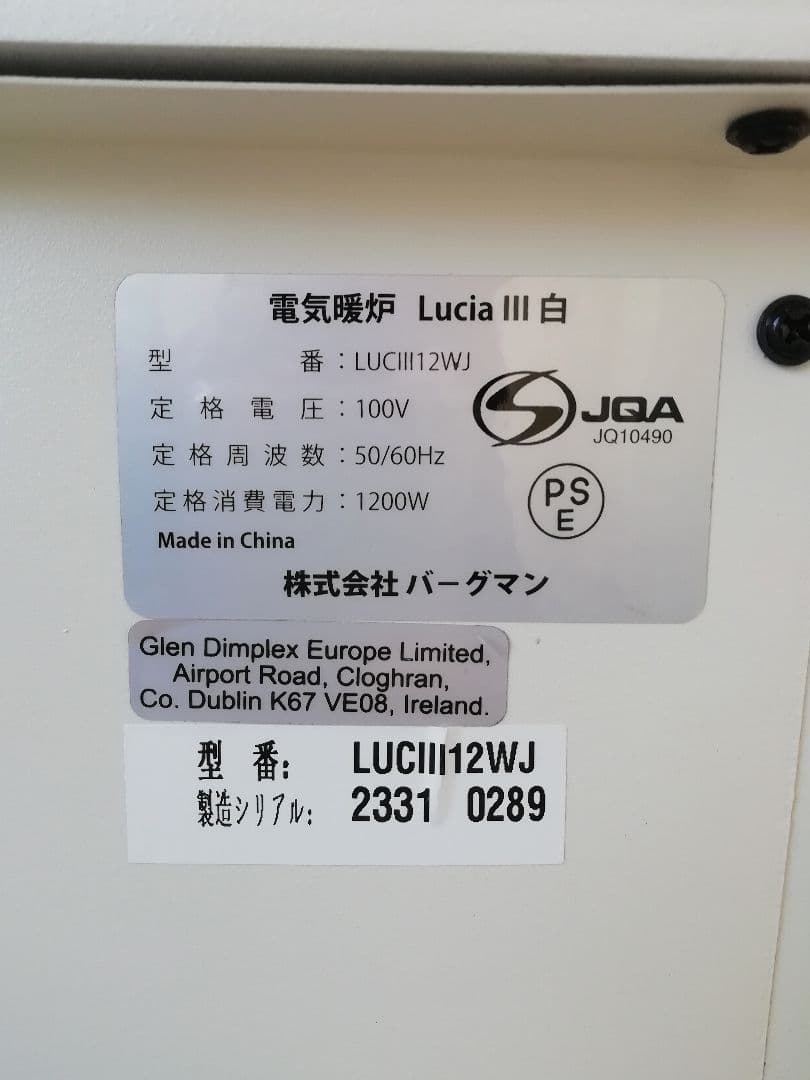 電気暖炉 Lucia III 白
型番：LUCIII12WJ
定格電圧：100V
定格周波数：50/60Hz
定格消費電力：1200W
Made in China
JQA
JQ10490
PS
E
株式会社 バーグマン
Glen Dimplex Europe Limited,
Airport Road, Cloghran,
Co. Dublin K67 VE08, Ireland.
型番: LUCIII12WJ
製造シリアル: 2331 0289